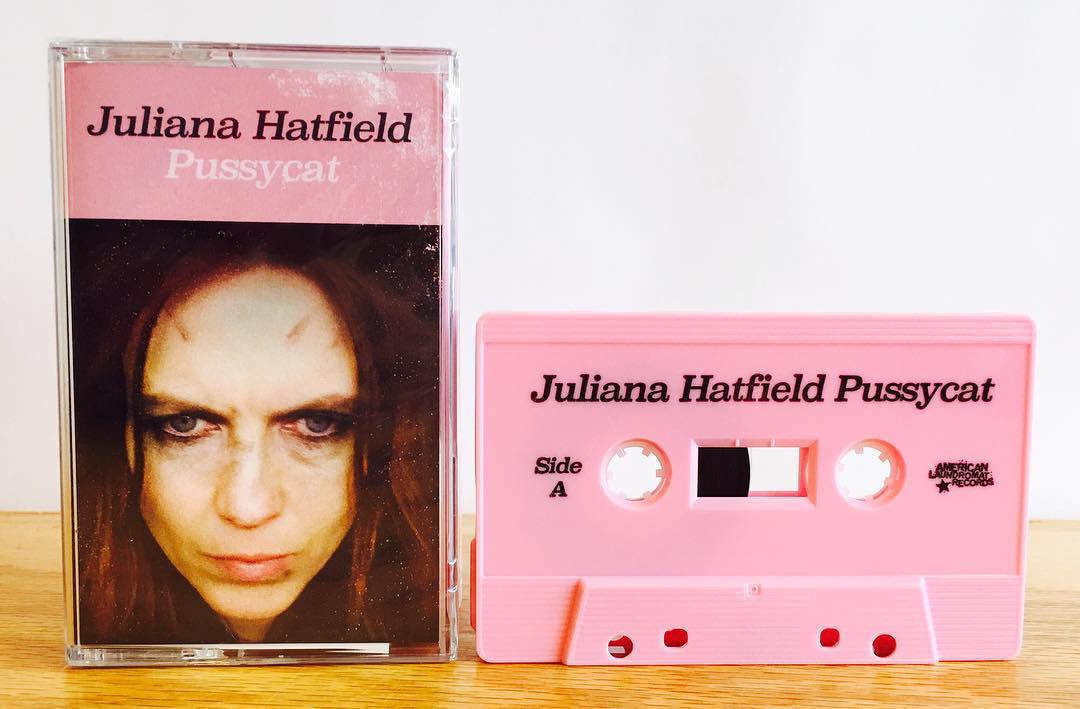 Juliana Hatfield
Pussycat
Juliana Hatfield Pussycat
Side
A
AMERICAN
LAUNDROMAT
RECORDS